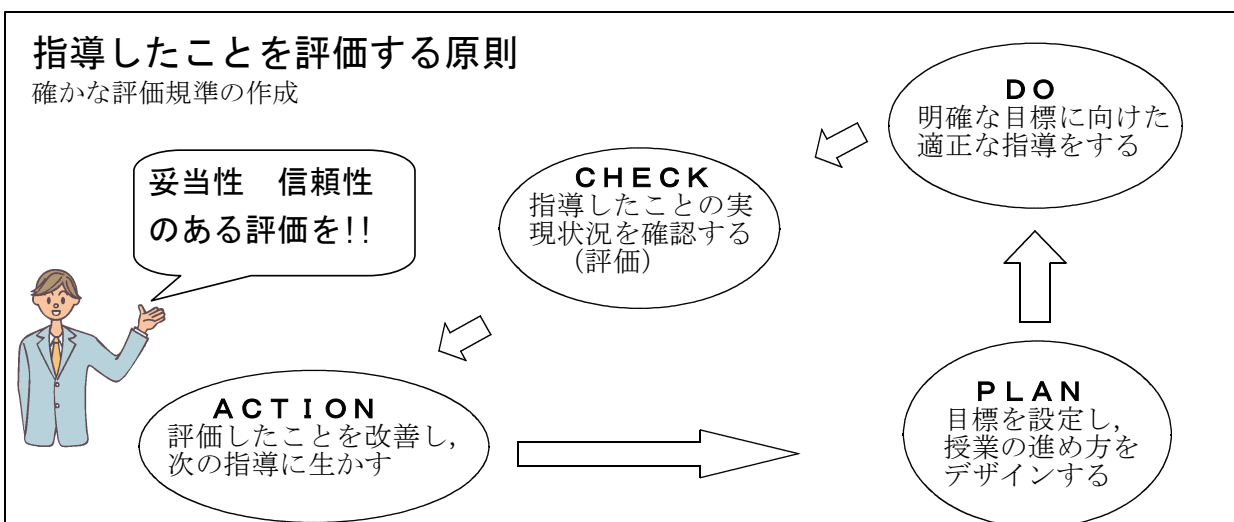 指導したことを評価する原則
確かな評価規準の作成
妥当性　信頼性
のある評価を!!
ＤＯ
明確な目標に向けた
適正な指導をする
ＣＨＥＣＫ
指導したことの実
現状況を確認する
（評価）
ＡＣＴＩＯＮ
評価したことを改善し，
次の指導に生かす
ＰＬＡＮ
目標を設定し，
授業の進め方を
デザインする